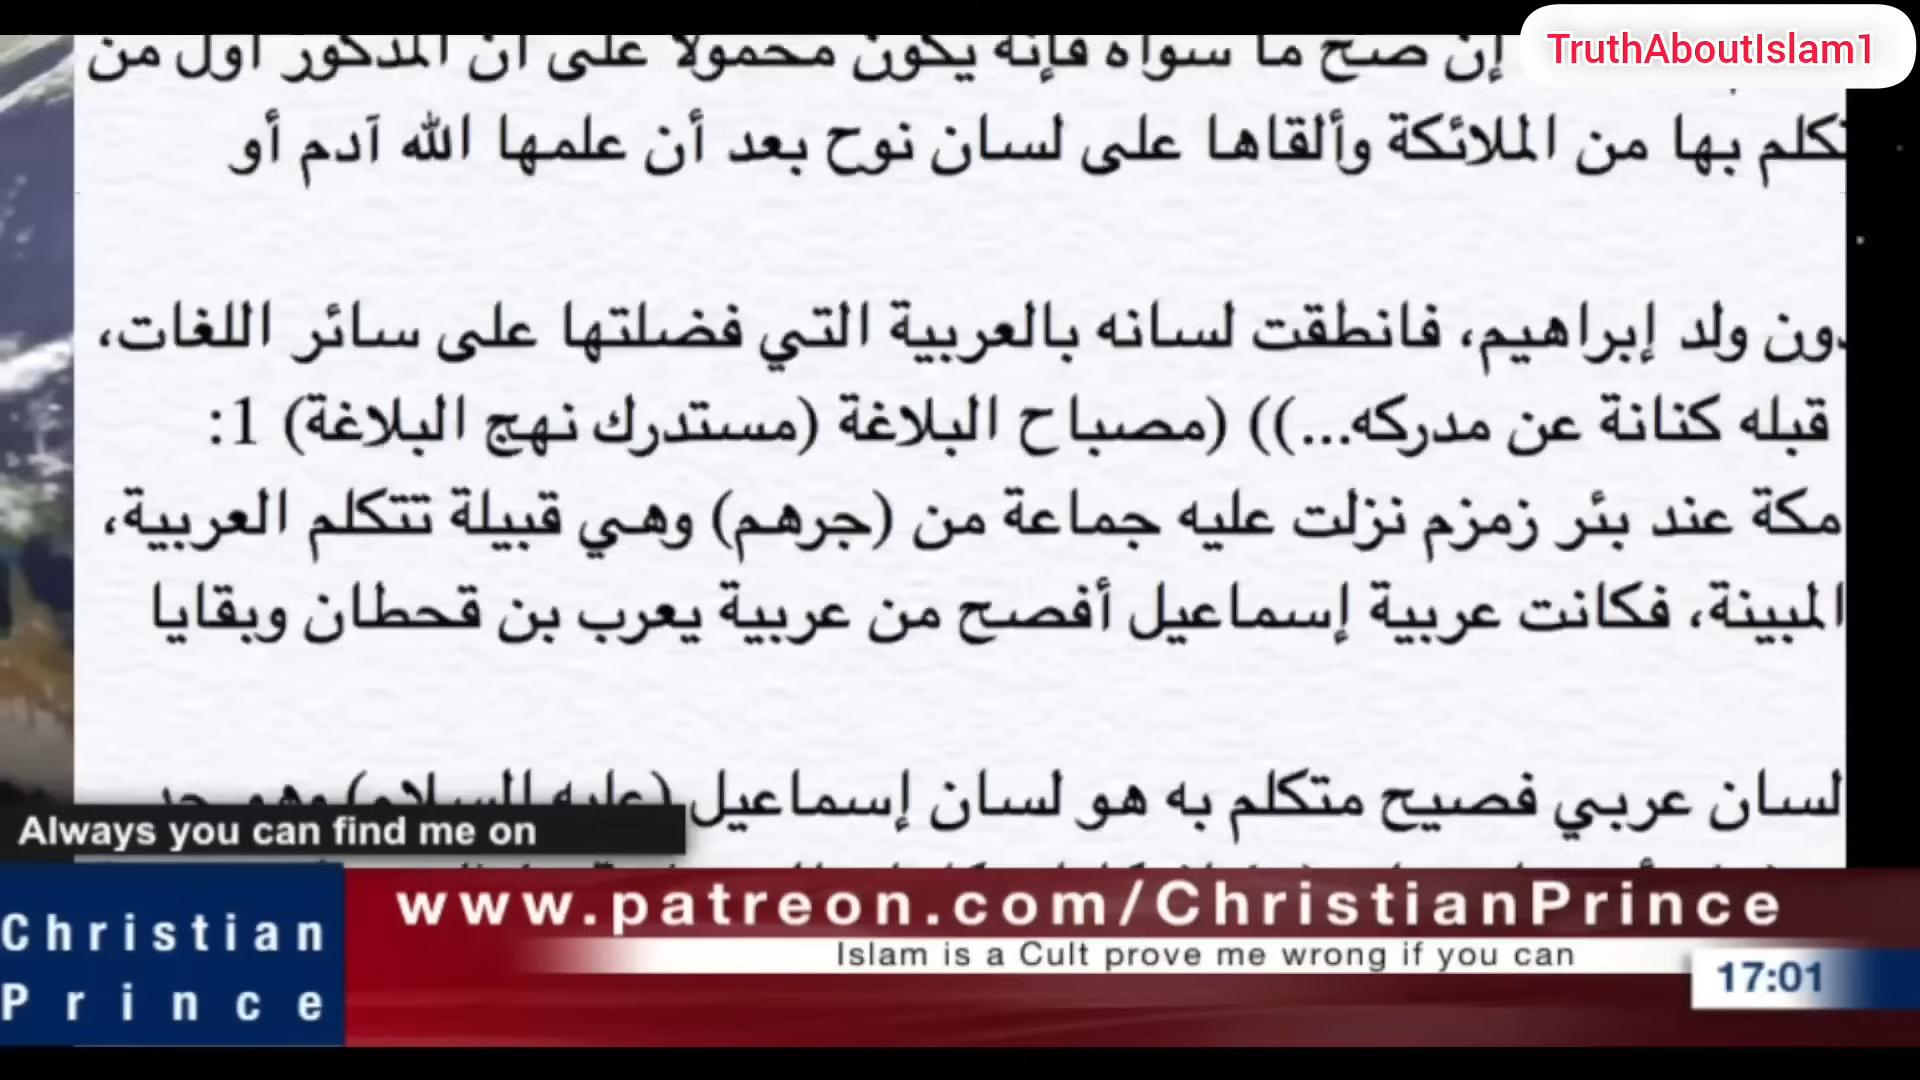 TruthAboutIslam1
إن صح ما سواه فإنه يكون محمولا على أن المذكور أول من
تكلم بها من الملائكة وألقاها على لسان نوح بعد أن علمها الله آدم أو
دون ولد إبراهيم، فانطقت لسانه بالعربية التي فضلتها على سائر اللغات،
قبله كنانة عن مدركه...)) (مصباح البلاغة (مستدرك نهج البلاغة) 1:
مكة عند بئر زمزم نزلت عليه جماعة من (جرهم) وهي قبيلة تتكلم العربية،
المبينة، فكانت عربية إسماعيل أفصح من عربية يعرب بن قحطان وبقايا
لسان عربي فصيح متكلم به هو لسان إسماعيل (عليه السلام) وهو جد
Always you can find me on
www.patreon.com/ChristianPrince
Christian
Prince
Islam is a Cult prove me wrong if you can
17:01